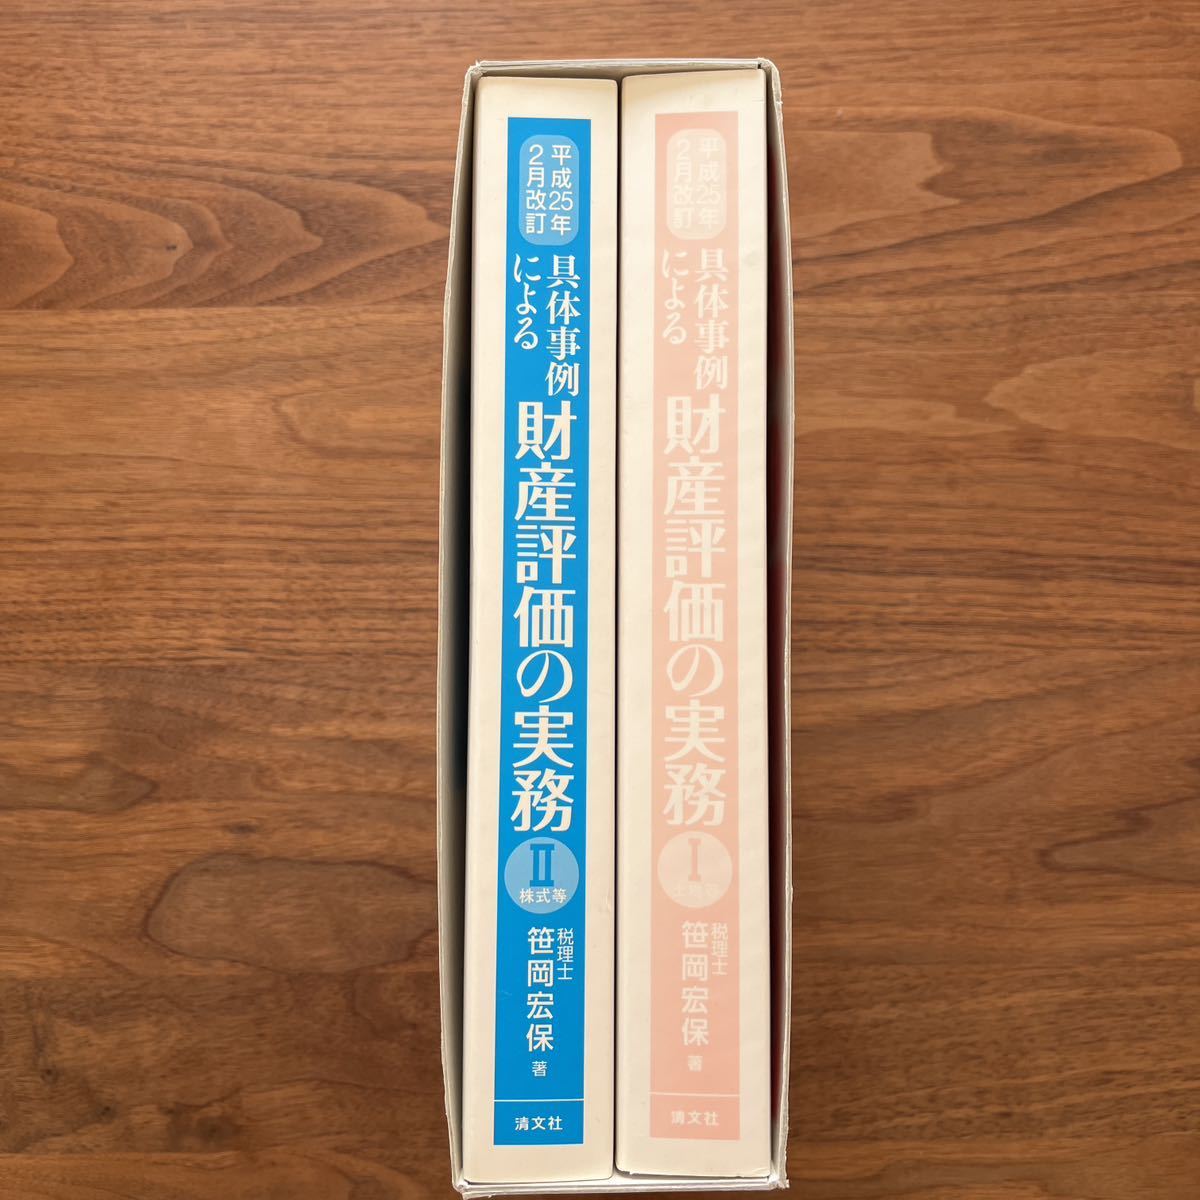 平成25年
2月改訂
具体事例
による
財産評価の実務
I
税理士
笹岡宏保
著
清文社
平成25年
2月改訂
具体事例
による
財産評価の実務
II
株式等
税理士
笹岡宏保
著
清文社